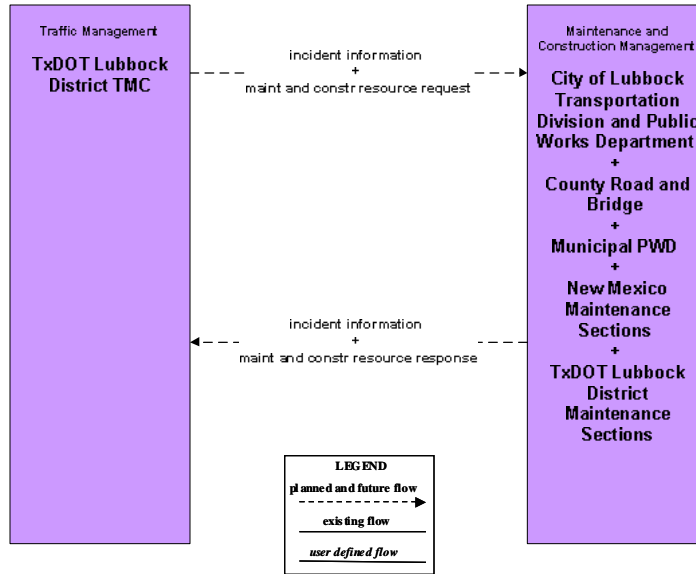 Traffic Management
TxDOT Lubbock
District TMC
incident information
+
maint and constr resource request
Maintenance and
Construction Management
City of Lubbock
Transportation
Division and Public
Works Department
+
County Road and
Bridge
+
Municipal PWD
+
New Mexico
Maintenance
Sections
+
TxDOT Lubbock
District
Maintenance
Sections
incident information
+
maint and constr resource response
LEGEND
planned and future flow
existing flow
user defined flow